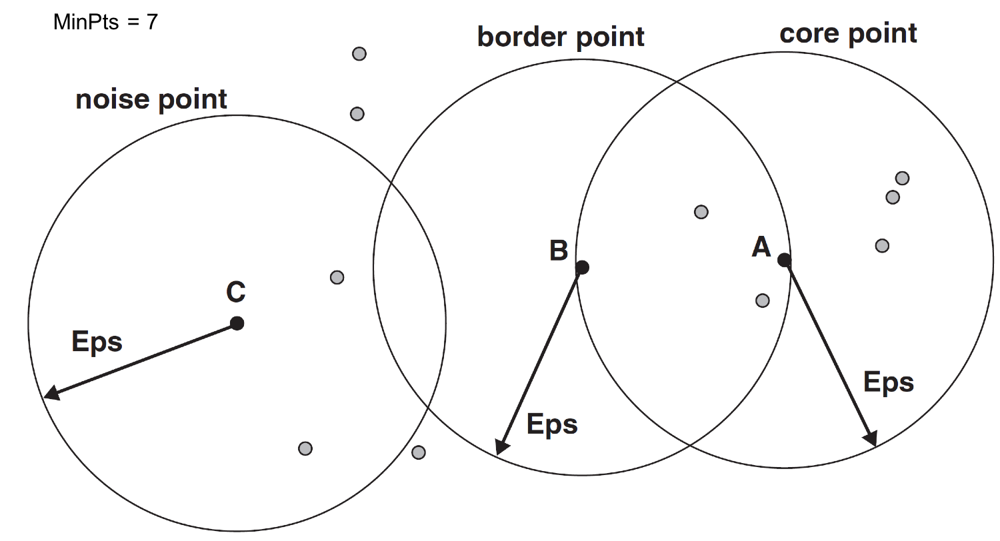 MinPts = 7
border point
core point
noise point
B
A
C
Eps
Eps
Eps